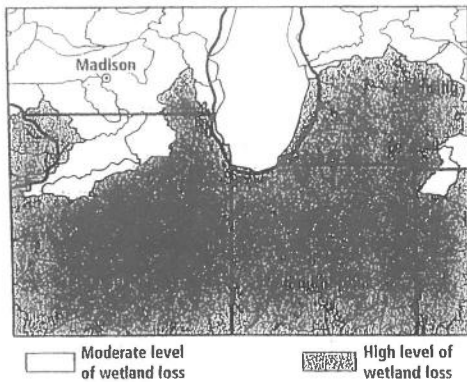 Madison
Moderate level
of wetland loss
High level of
wetland loss